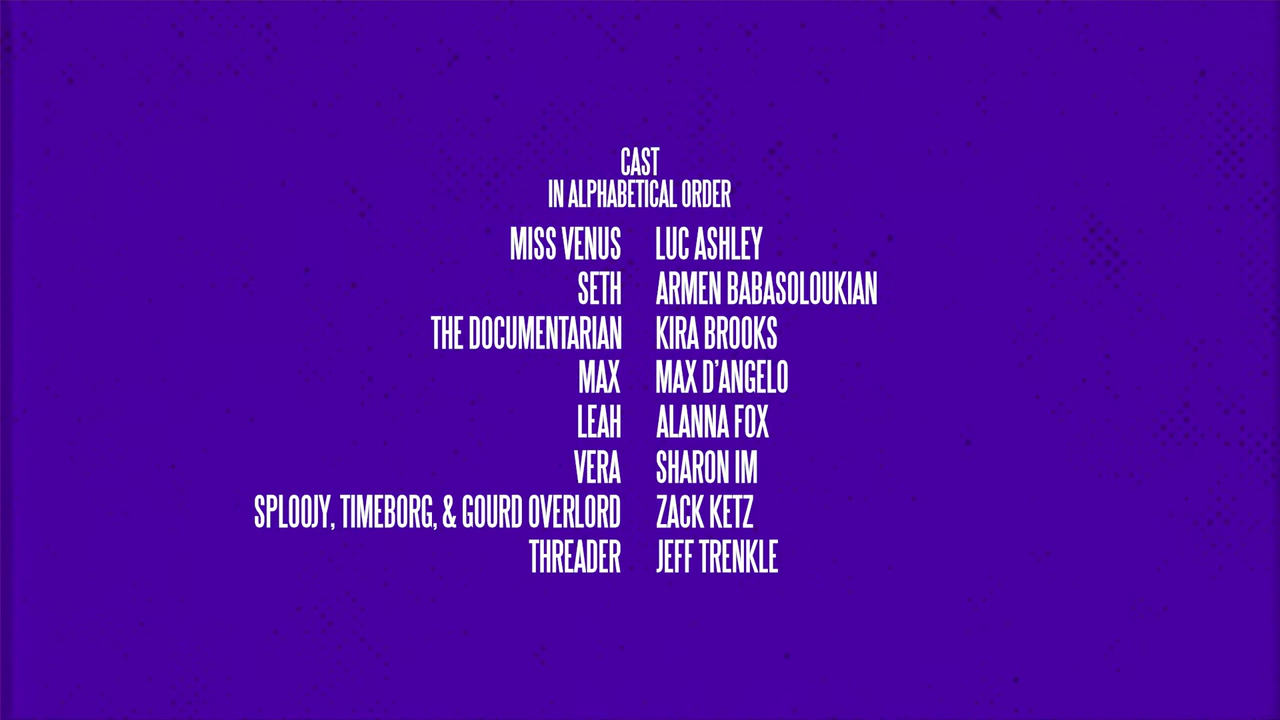 CAST
IN ALPHABETICAL ORDER
MISS VENUS LUC ASHLEY
SETH ARMEN BABASOLOUKIAN
THE DOCUMENTARIAN KIRA BROOKS
MAX MAX D'ANGELO
LEAH ALANNA FOX
VERA SHARON IM
SPLOOJY, TIMEBORG, & GOURD OVERLORD ZACK KETZ
THREADER JEFF TRENKLE